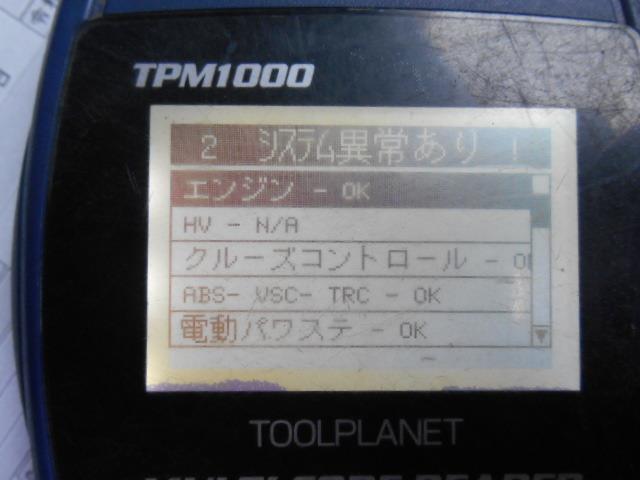 TPM1000
2 システム異常あり !
エンジン - OK
HV - N/A
クルーズコントロール - O
ABS- VSC- TRC - OK
電動パワステ - OK
TOOLPLANET